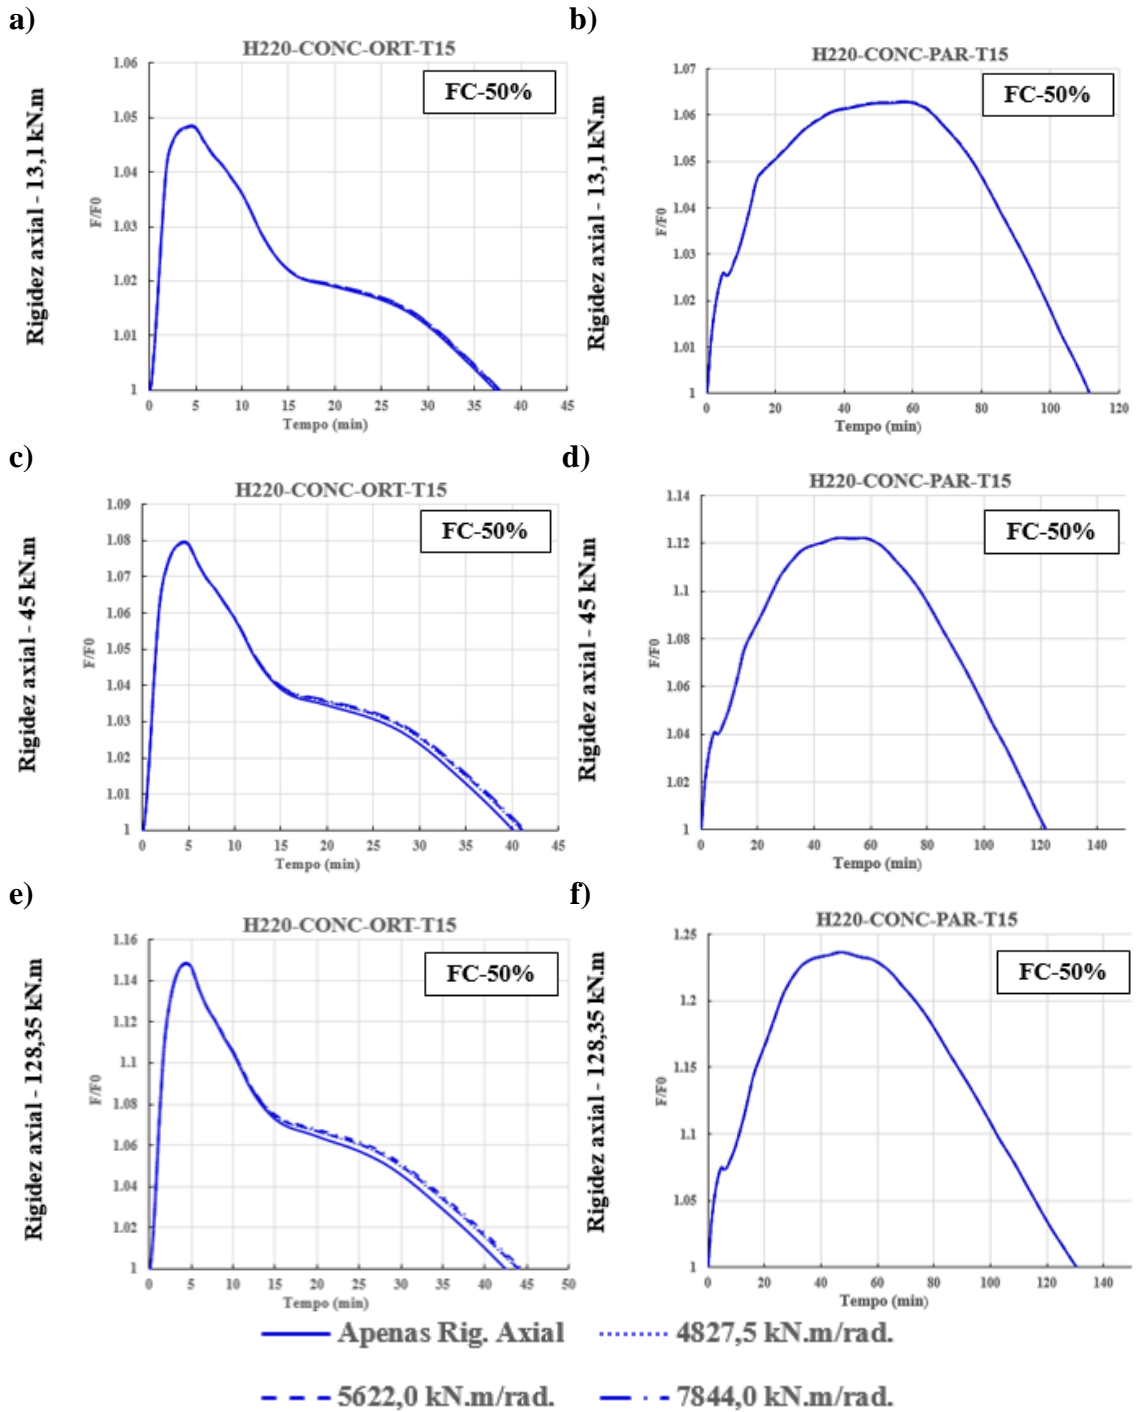 a)
H220-CONC-ORT-T15
FC-50%
Rigidez axial - 13,1 kN.m
F/F0
1.06
1.05
1.04
1.03
1.02
1.01
1
0 5 10 15 20 25 30 35 40 45
Tempo (min)
b)
H220-CONC-PAR-T15
FC-50%
Rigidez axial - 13,1 kN.m
F/F0
1.07
1.06
1.05
1.04
1.03
1.02
1.01
1
0 20 40 60 80 100 120
Tempo (min)
c)
H220-CONC-ORT-T15
FC-50%
Rigidez axial - 45 kN.m
F/F0
1.09
1.08
1.07
1.06
1.05
1.04
1.03
1.02
1.01
1
0 5 10 15 20 25 30 35 40 45
Tempo (min)
d)
H220-CONC-PAR-T15
FC-50%
Rigidez axial - 45 kN.m
F/F0
1.14
1.12
1.1
1.08
1.06
1.04
1.02
1
0 20 40 60 80 100 120 140
Tempo (min)
e)
H220-CONC-ORT-T15
FC-50%
Rigidez axial - 128,35 kN.m
F/F0
1.16
1.14
1.12
1.1
1.08
1.06
1.04
1.02
1
0 5 10 15 20 25 30 35 40 45 50
Tempo (min)
f)
H220-CONC-PAR-T15
FC-50%
Rigidez axial - 128,35 kN.m
F/F0
1.25
1.2
1.15
1.1
1.05
1
0 20 40 60 80 100 120 140
Tempo (min)
Apenas Rig. Axial 4827,5 kN.m/rad.
5622,0 kN.m/rad. 7844,0 kN.m/rad.